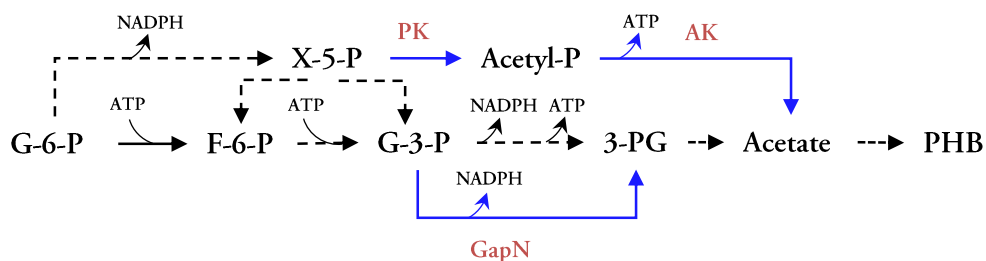 NADPH
ATP
PK
AK
X-5-P
Acetyl-P
ATP
ATP
NADPH
ATP
G-6-P
F-6-P
G-3-P
3-PG
Acetate
PHB
NADPH
GapN